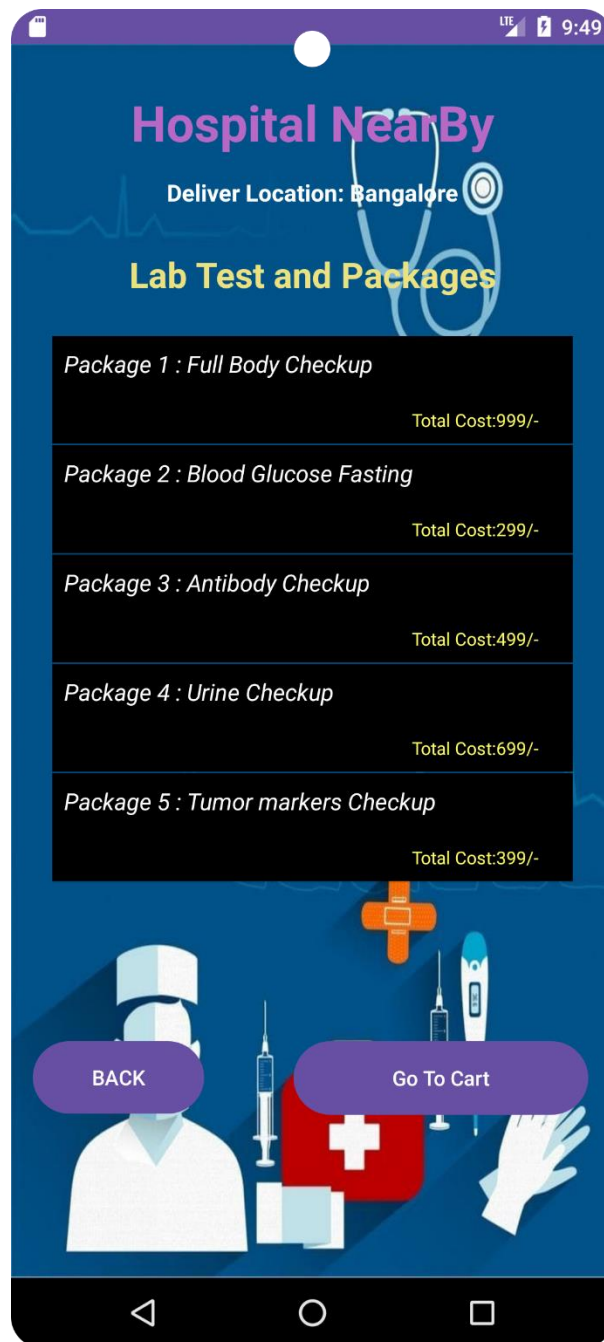 LTE 9:49
Hospital NearBy
Deliver Location: Bangalore
Lab Test and Packages
Package 1 : Full Body Checkup
Total Cost:999/-
Package 2 : Blood Glucose Fasting
Total Cost:299/-
Package 3 : Antibody Checkup
Total Cost:499/-
Package 4 : Urine Checkup
Total Cost:699/-
Package 5 : Tumor markers Checkup
Total Cost:399/-
BACK
Go To Cart